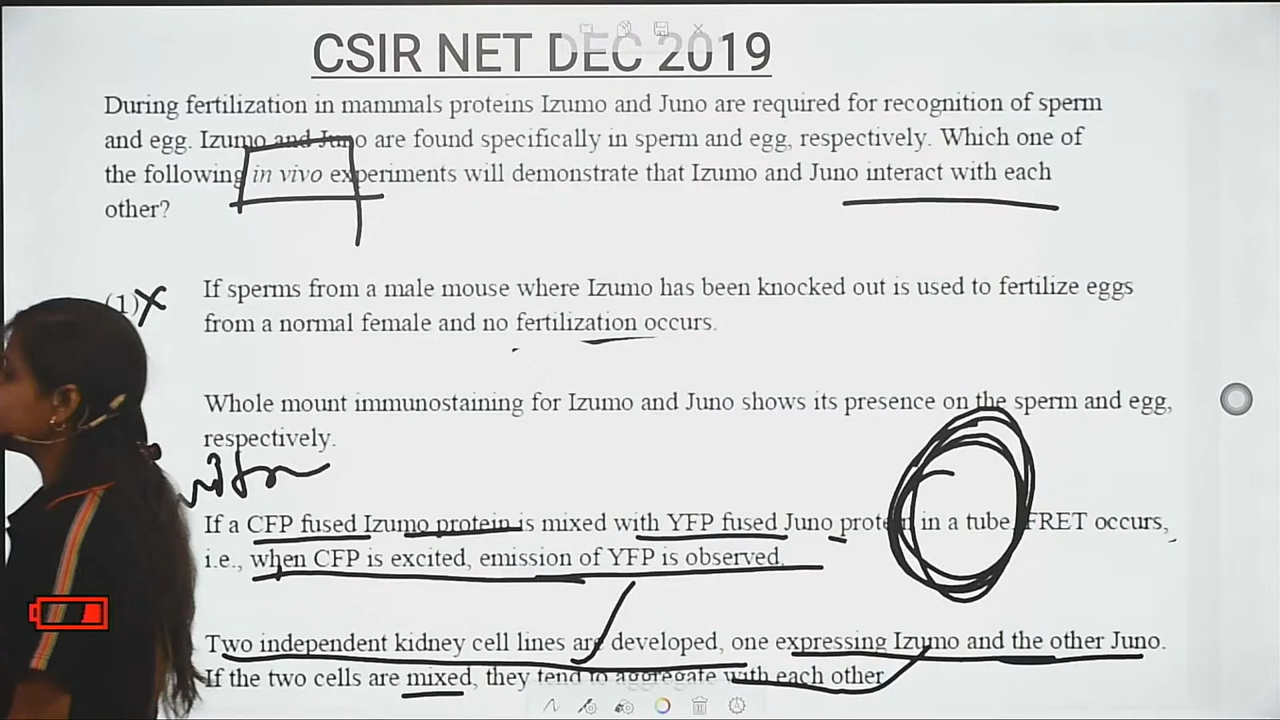 CSIR NET DEC 2019
During fertilization in mammals proteins Izumo and Juno are required for recognition of sperm
and egg. Izumo and Juno are found specifically in sperm and egg, respectively. Which one of
the following in vivo experiments will demonstrate that Izumo and Juno interact with each
other?
(1) X
If sperms from a male mouse where Izumo has been knocked out is used to fertilize eggs
from a normal female and no fertilization occurs.
Whole mount immunostaining for Izumo and Juno shows its presence on the sperm and egg,
respectively.
If a CFP fused Izumo protein is mixed with YFP fused Juno protein in a tube, FRET occurs,
i.e., when CFP is excited, emission of YFP is observed.
Two independent kidney cell lines are developed, one expressing Izumo and the other Juno.
If the two cells are mixed, they tend to aggregate with each other